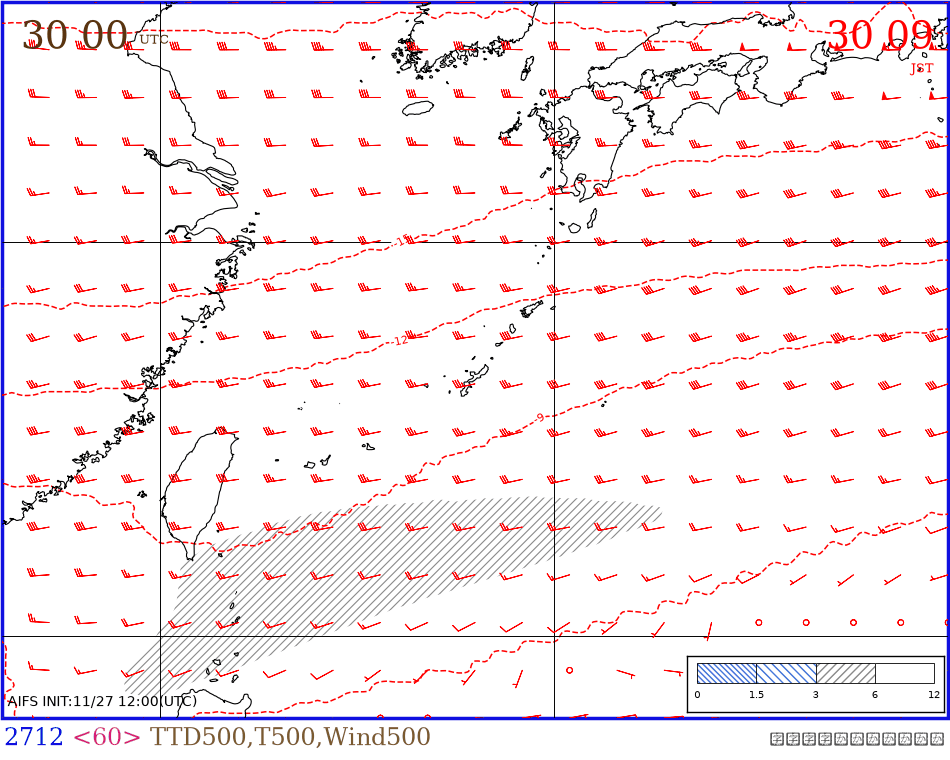 30 00 UTC
30 09
JST
-15
-12
-9
0 1.5 3 6 12
AIFS INIT:11/27 12:00(UTC)
2712 <60> TTD500,T500,Wind500